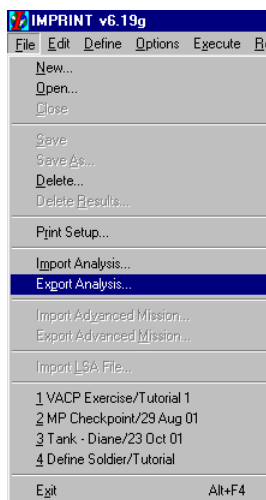 IMPRINT v6.19g
File Edit Define Options Execute R
New...
Open...
Close
Save
Save As...
Delete...
Delete Results...
Print Setup...
Import Analysis...
Export Analysis...
Import Advanced Mission...
Export Advanced Mission...
Import LSA File...
1 VACP Exercise/Tutorial 1
2 MP Checkpoint/29 Aug 01
3 Tank - Diane/23 Oct 01
4 Define Soldier/Tutorial
Exit Alt+F4